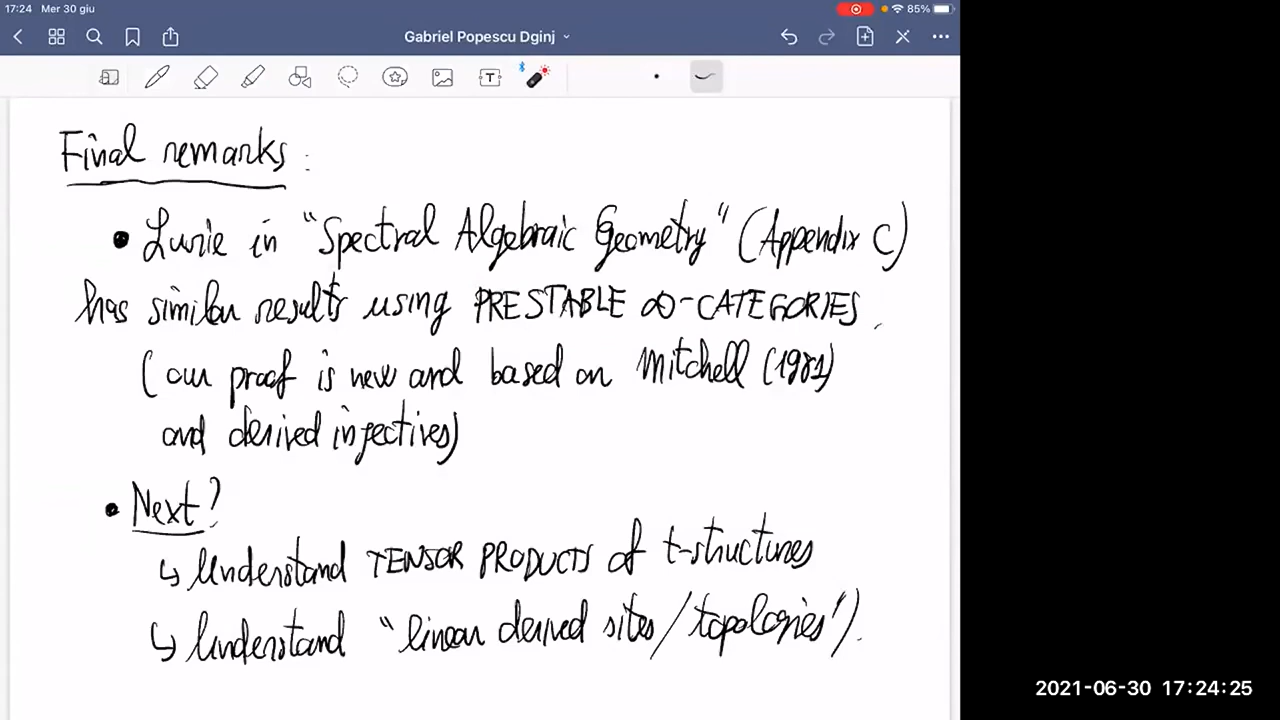 17:24 Mer 30 giu
85%
Gabriel Popescu Dginj
Final remarks :
• Lurie in "Spectral Algebraic Geometry" (Appendix C)
has similar results using PRESTABLE ∞-CATEGORIES.
(our proof is new and based on Mitchell (1981)
and derived injectives)
• Next?
↳ Understand TENSOR PRODUCTS of t-structures
↳ Understand "linear derived sites/topologies").
2021-06-30 17:24:25